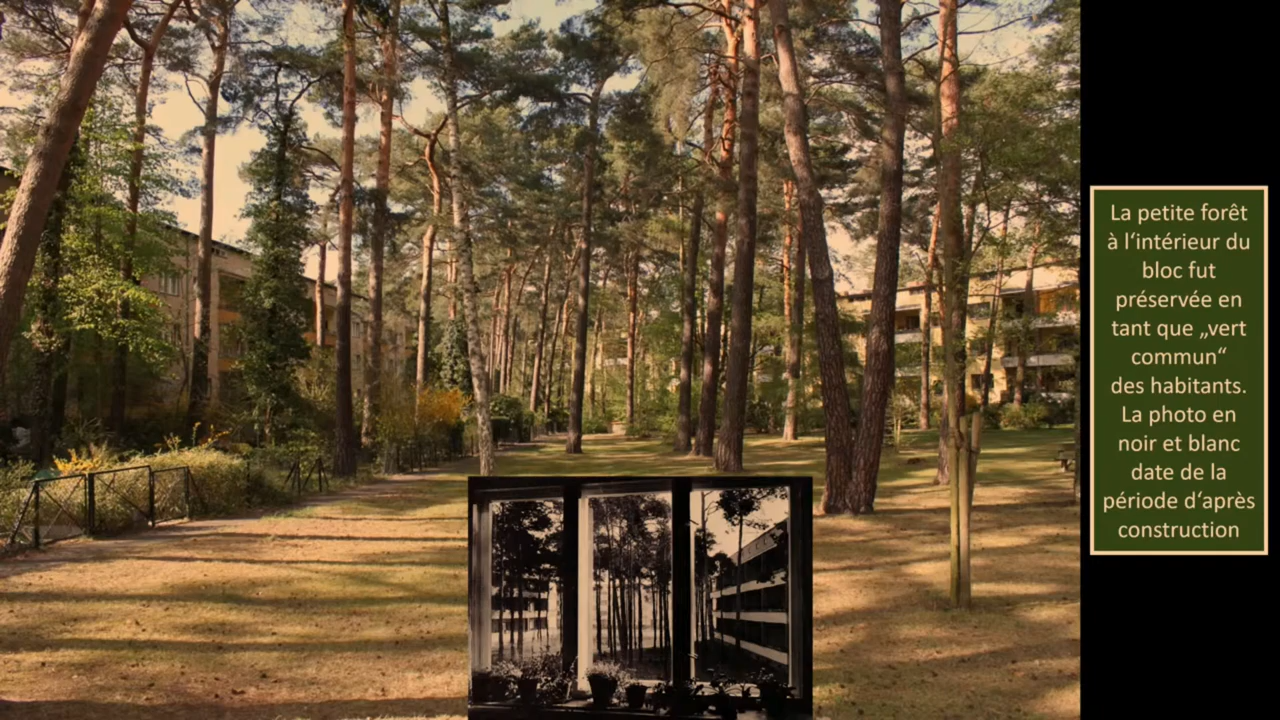 La petite forêt
à l‘intérieur du
bloc fut
préservée en
tant que „vert
commun“
des habitants.
La photo en
noir et blanc
date de la
période d‘après
construction